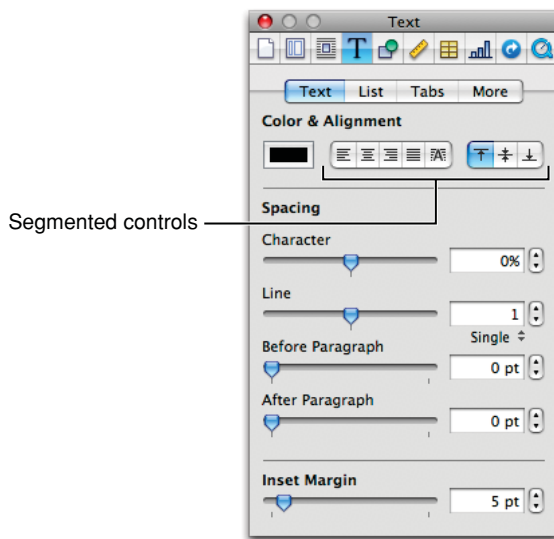 Text
T
Text List Tabs More
Color & Alignment
A
Segmented controls
Spacing
Character
0%
Line
1
Single
Before Paragraph
0 pt
After Paragraph
0 pt
Inset Margin
5 pt